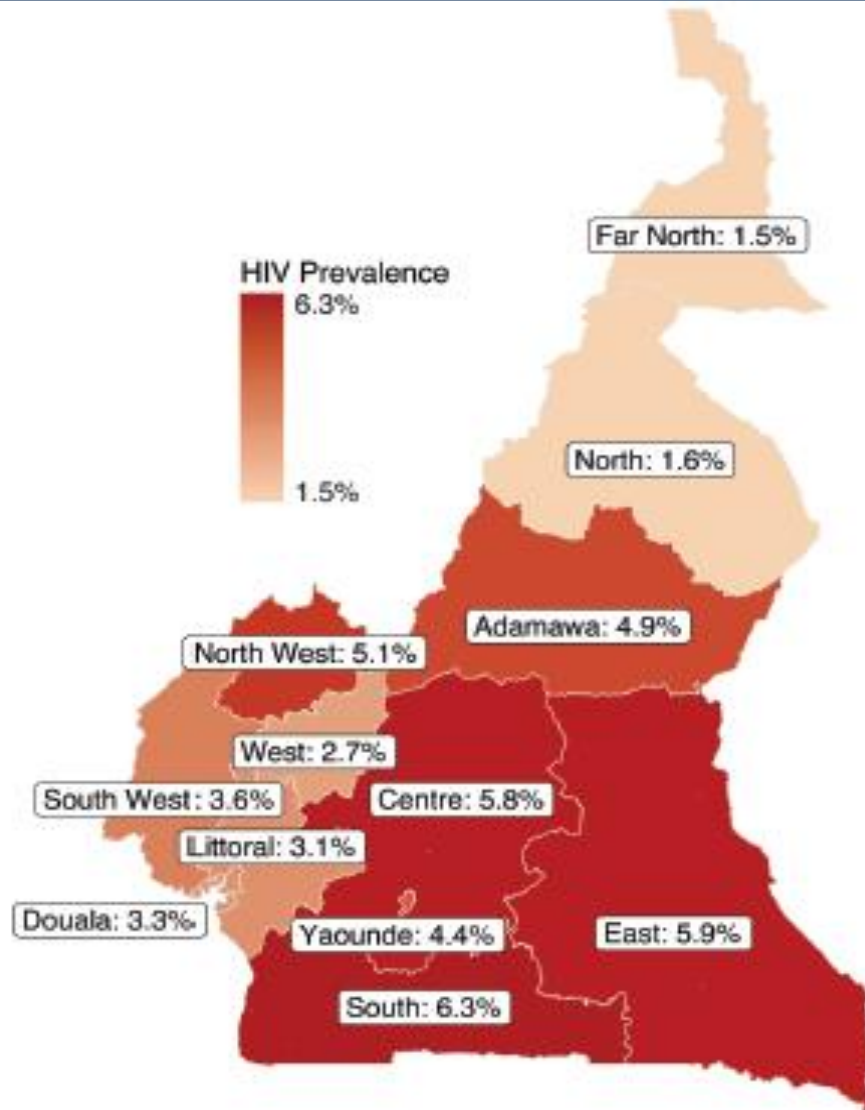 Far North: 1.5%
HIV Prevalence
6.3%
1.5%
North: 1.6%
Adamawa: 4.9%
North West: 5.1%
West: 2.7%
South West: 3.6%
Centre: 5.8%
Littoral: 3.1%
Douala: 3.3%
Yaounde: 4.4%
East: 5.9%
South: 6.3%